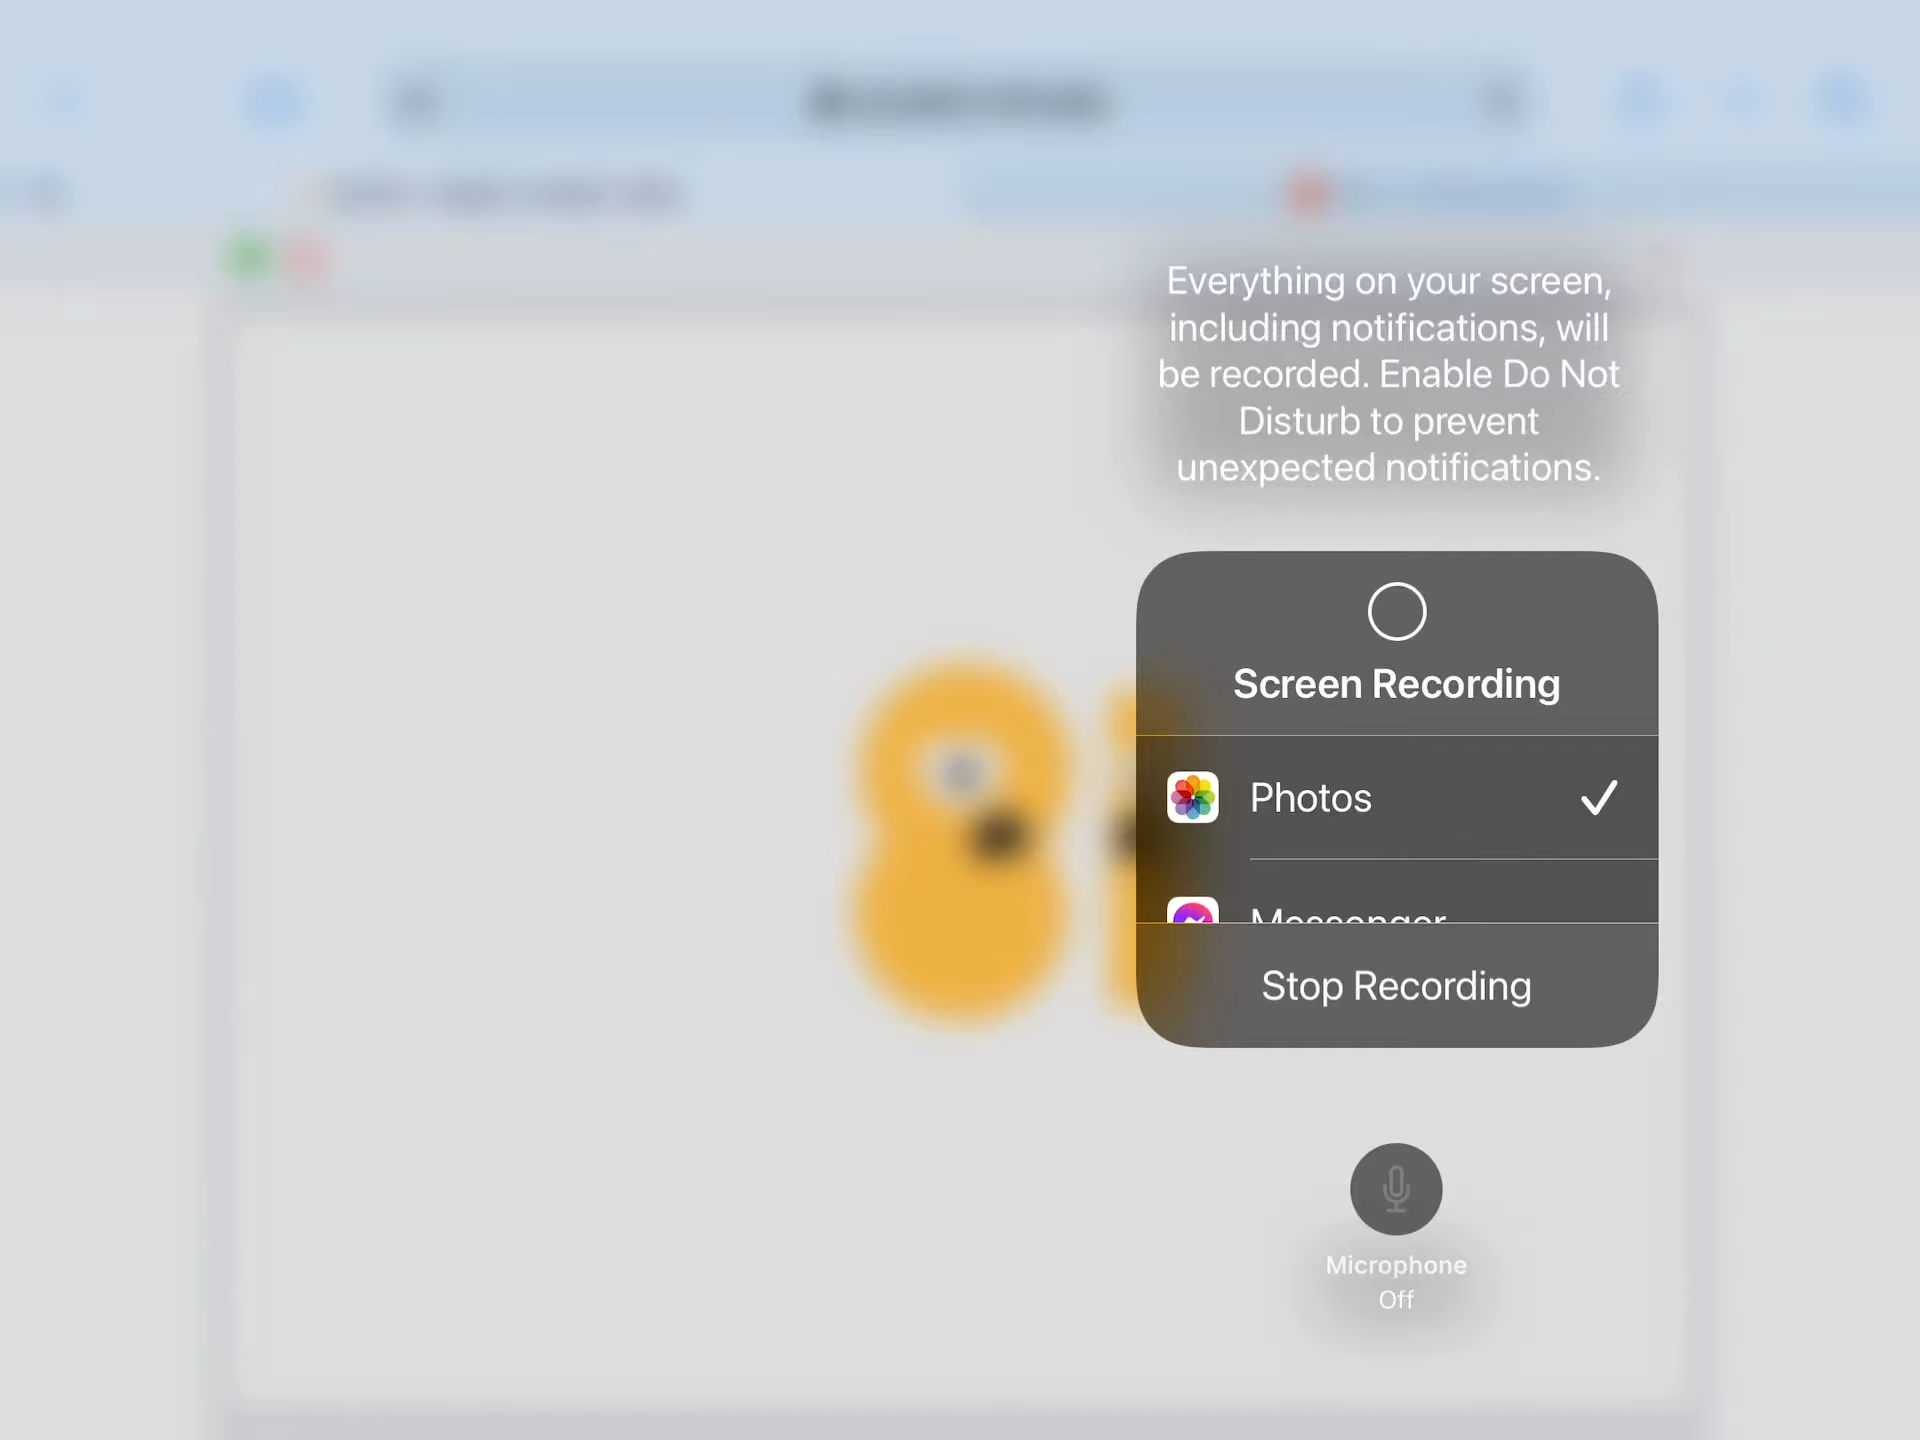 Everything on your screen,
including notifications, will
be recorded. Enable Do Not
Disturb to prevent
unexpected notifications.
Screen Recording
Photos
Messenger
Stop Recording
Microphone
Off